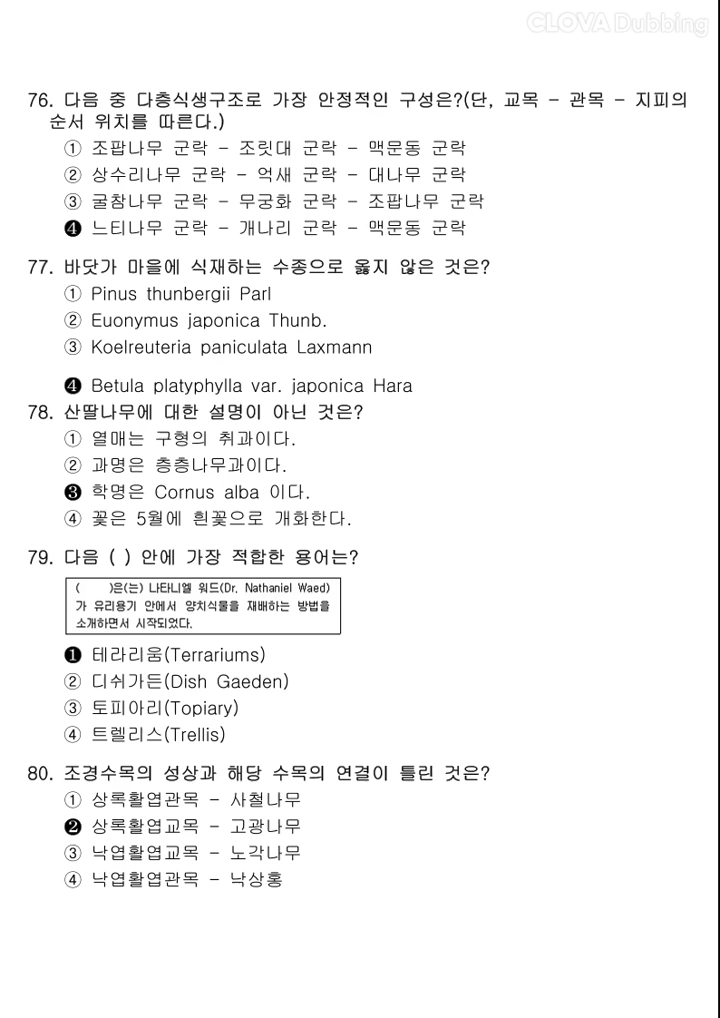 CLOVA Dubbing
76. 다음 중 다층식생구조로 가장 안정적인 구성은?(단, 교목 - 관목 - 지피의
순서 위치를 따른다.)
① 조팝나무 군락 - 조릿대 군락 - 맥문동 군락
② 상수리나무 군락 - 억새 군락 - 대나무 군락
③ 굴참나무 군락 - 무궁화 군락 - 조팝나무 군락
❹ 느티나무 군락 - 개나리 군락 - 맥문동 군락
77. 바닷가 마을에 식재하는 수종으로 옳지 않은 것은?
① Pinus thunbergii Parl
② Euonymus japonica Thunb.
③ Koelreuteria paniculata Laxmann
❹ Betula platyphylla var. japonica Hara
78. 산딸나무에 대한 설명이 아닌 것은?
① 열매는 구형의 취과이다.
② 과명은 층층나무과이다.
❸ 학명은 Cornus alba 이다.
④ 꽃은 5월에 흰꽃으로 개화한다.
79. 다음 ( ) 안에 가장 적합한 용어는?
( )은(는) 나타니엘 워드(Dr. Nathaniel Waed)
가 유리용기 안에서 양치식물을 재배하는 방법을
소개하면서 시작되었다.
❶ 테라리움(Terrariums)
② 디쉬가든(Dish Gaeden)
③ 토피아리(Topiary)
④ 트렐리스(Trellis)
80. 조경수목의 성상과 해당 수목의 연결이 틀린 것은?
① 상록활엽관목 - 사철나무
❷ 상록활엽교목 - 고광나무
③ 낙엽활엽교목 - 노각나무
④ 낙엽활엽관목 - 낙상홍